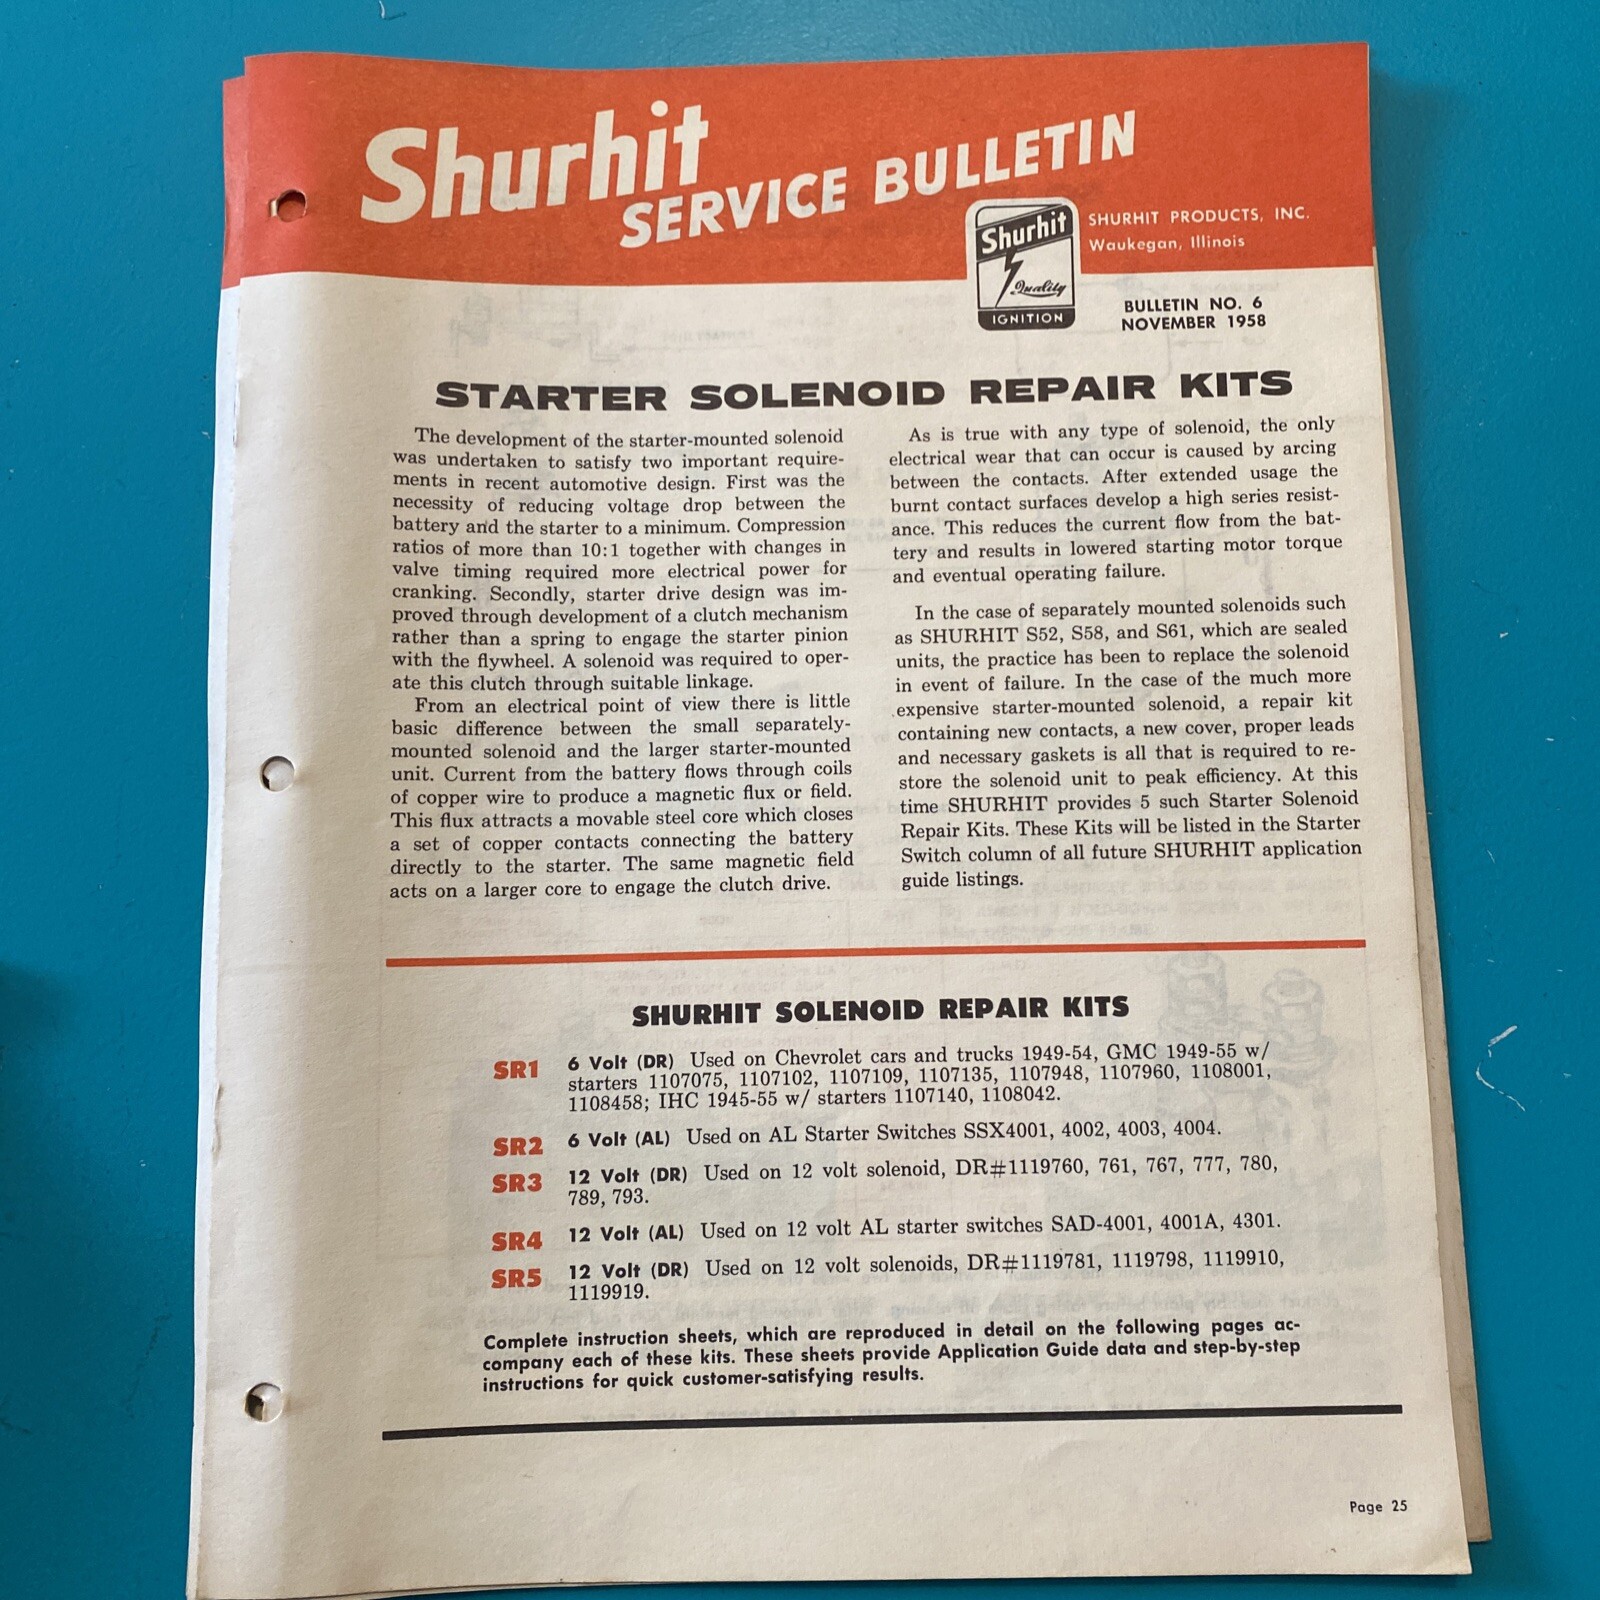 Shurhit
SERVICE BULLETIN
Shurhit
Quality
IGNITION
SHURHIT PRODUCTS, INC.
Waukegan, Illinois
BULLETIN NO. 6
NOVEMBER 1958
STARTER SOLENOID REPAIR KITS
The development of the starter-mounted solenoid
was undertaken to satisfy two important require-
ments in recent automotive design. First was the
necessity of reducing voltage drop between the
battery and the starter to a minimum. Compression
ratios of more than 10:1 together with changes in
valve timing required more electrical power for
cranking. Secondly, starter drive design was im-
proved through development of a clutch mechanism
rather than a spring to engage the starter pinion
with the flywheel. A solenoid was required to oper-
ate this clutch through suitable linkage.
From an electrical point of view there is little
basic difference between the small separately-
mounted solenoid and the larger starter-mounted
unit. Current from the battery flows through coils
of copper wire to produce a magnetic flux or field.
This flux attracts a movable steel core which closes
a set of copper contacts connecting the battery
directly to the starter. The same magnetic field
acts on a larger core to engage the clutch drive.
As is true with any type of solenoid, the only
electrical wear that can occur is caused by arcing
between the contacts. After extended usage the
burnt contact surfaces develop a high series resist-
ance. This reduces the current flow from the bat-
tery and results in lowered starting motor torque
and eventual operating failure.
In the case of separately mounted solenoids such
as SHURHIT S52, S58, and S61, which are sealed
units, the practice has been to replace the solenoid
in event of failure. In the case of the much more
expensive starter-mounted solenoid, a repair kit
containing new contacts, a new cover, proper leads
and necessary gaskets is all that is required to re-
store the solenoid unit to peak efficiency. At this
time SHURHIT provides 5 such Starter Solenoid
Repair Kits. These Kits will be listed in the Starter
Switch column of all future SHURHIT application
guide listings.
SHURHIT SOLENOID REPAIR KITS
SR1 6 Volt (DR) Used on Chevrolet cars and trucks 1949-54, GMC 1949-55 w/
starters 1107075, 1107102, 1107109, 1107135, 1107948, 1107960, 1108001,
1108458; IHC 1945-55 w/ starters 1107140, 1108042.
SR2 6 Volt (AL) Used on AL Starter Switches SSX4001, 4002, 4003, 4004.
SR3 12 Volt (DR) Used on 12 volt solenoid, DR#1119760, 761, 767, 777, 780,
789, 793.
SR4 12 Volt (AL) Used on 12 volt AL starter switches SAD-4001, 4001A, 4301.
SR5 12 Volt (DR) Used on 12 volt solenoids, DR#1119781, 1119798, 1119910,
1119919.
Complete instruction sheets, which are reproduced in detail on the following pages ac-
company each of these kits. These sheets provide Application Guide data and step-by-step
instructions for quick customer-satisfying results.
Page 25